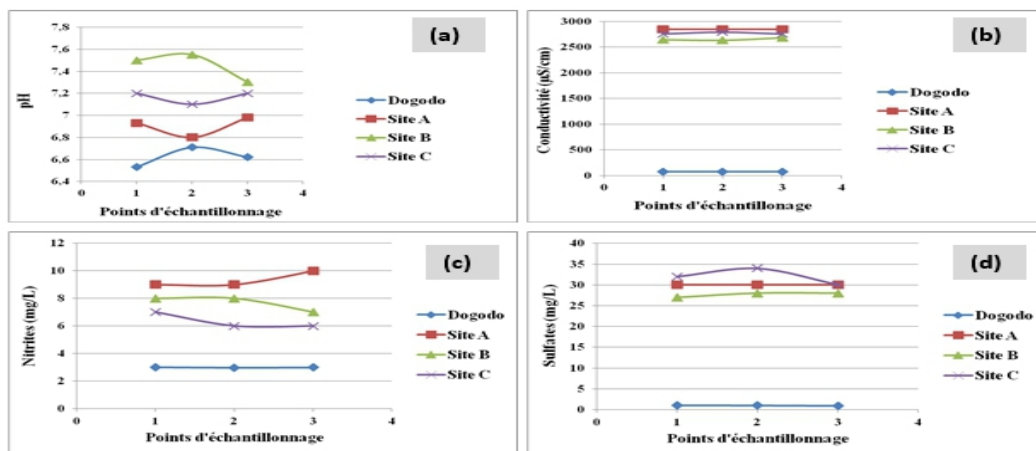 (a)
pH
7,8
7,6
7,4
7,2
7
6,8
6,6
6,4
0 1 2 3 4
Points d'échantillonnage
Dogodo
Site A
Site B
Site C
(b)
Conductivité (µS/cm)
3000
2500
2000
1500
1000
500
0
0 1 2 3 4
Points d'échantillonnage
Dogodo
Site A
Site B
Site C
(c)
Nitrites (mg/L)
12
10
8
6
4
2
0
0 1 2 3 4
Points d'échantillonnage
Dogodo
Site A
Site B
Site C
(d)
Sulfates (mg/L)
40
35
30
25
20
15
10
5
0
0 1 2 3 4
Points d'échantillonnage
Dogodo
Site A
Site B
Site C